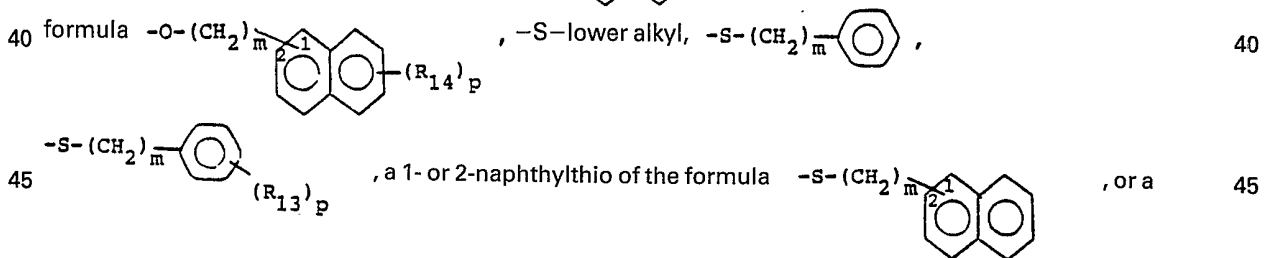 40 formula -O-(CH2)m 2 1 (R14)p , -S-lower alkyl, -S-(CH2)m , 40
45 -S-(CH2)m (R13)p , a 1- or 2-naphthylthio of the formula -S-(CH2)m 2 1 , or a 45